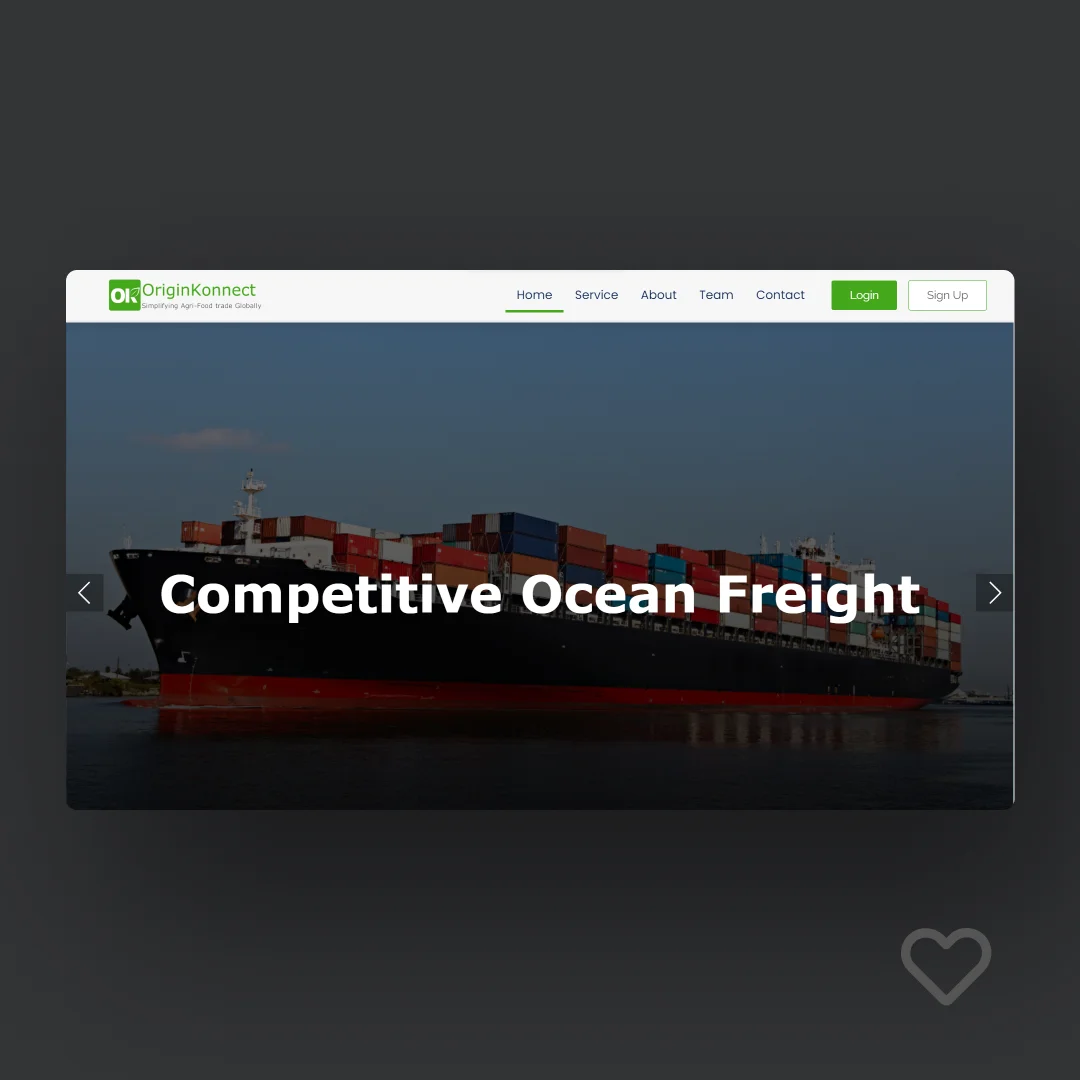 OK OriginKonnect
Simplifying Agri-Food trade Globally
Home Service About Team Contact Login Sign Up
Competitive Ocean Freight